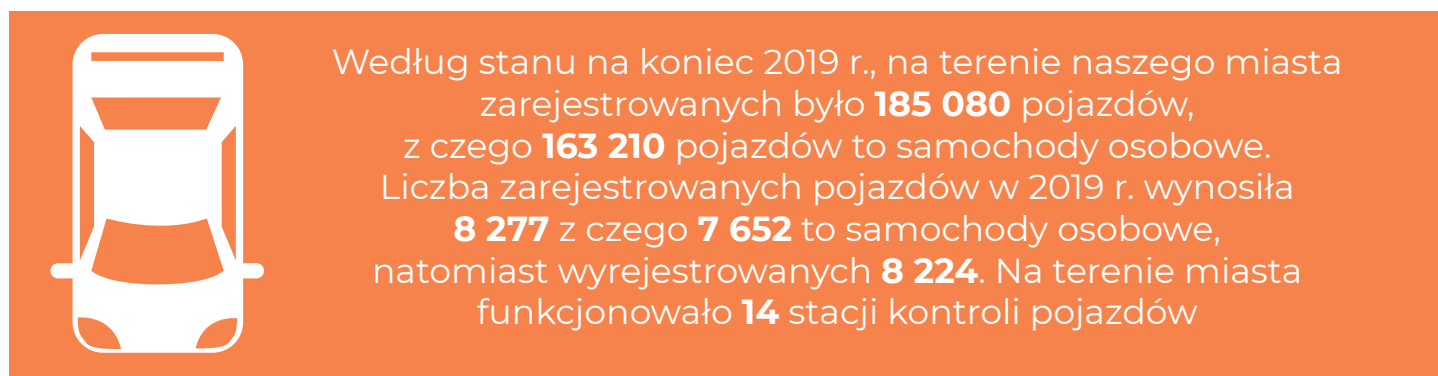 Według stanu na koniec 2019 r., na terenie naszego miasta
zarejestrowanych było 185 080 pojazdów,
z czego 163 210 pojazdów to samochody osobowe.
Liczba zarejestrowanych pojazdów w 2019 r. wynosiła
8 277 z czego 7 652 to samochody osobowe,
natomiast wyrejestrowanych 8 224. Na terenie miasta
funkcjonowało 14 stacji kontroli pojazdów